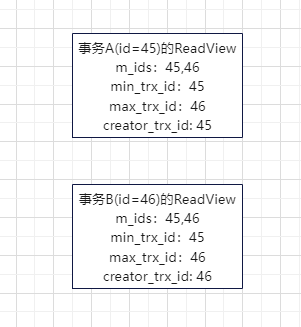 事务A(id=45)的ReadView
m_ids：45,46
min_trx_id：45
max_trx_id：46
creator_trx_id: 45
事务B(id=46)的ReadView
m_ids：45,46
min_trx_id：45
max_trx_id：46
creator_trx_id: 46